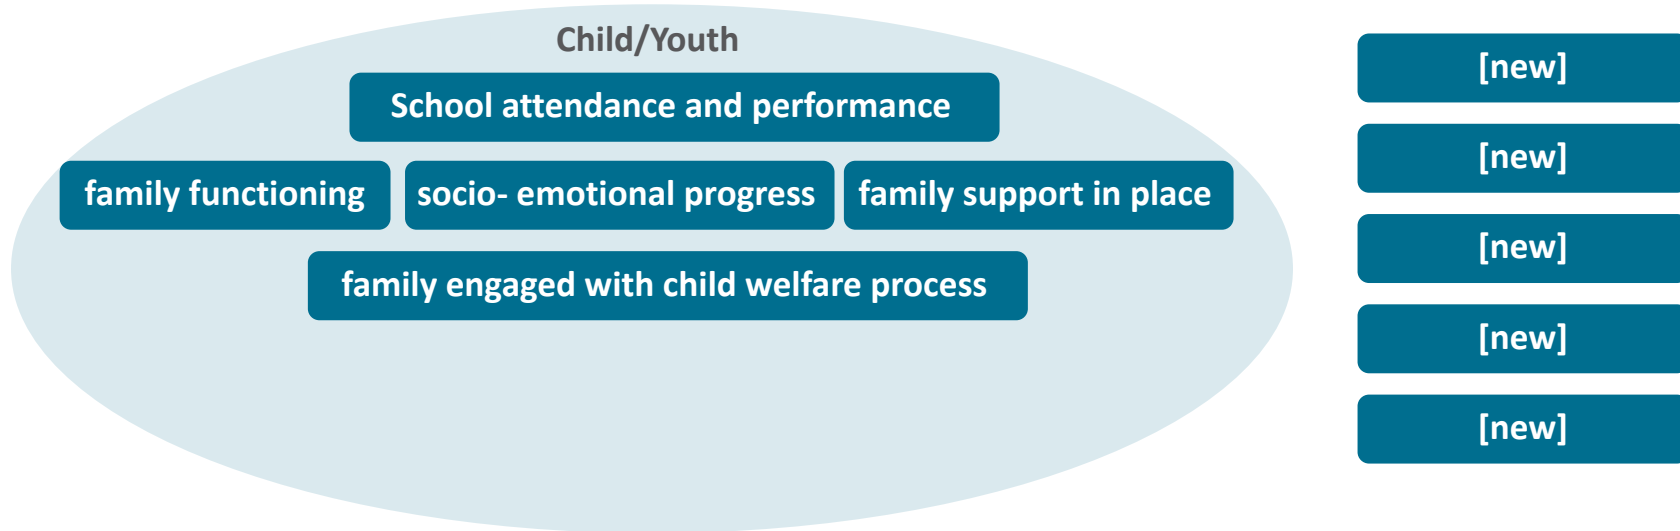 Child/Youth
School attendance and performance
family functioning
socio- emotional progress
family support in place
family engaged with child welfare process
[new]
[new]
[new]
[new]
[new]